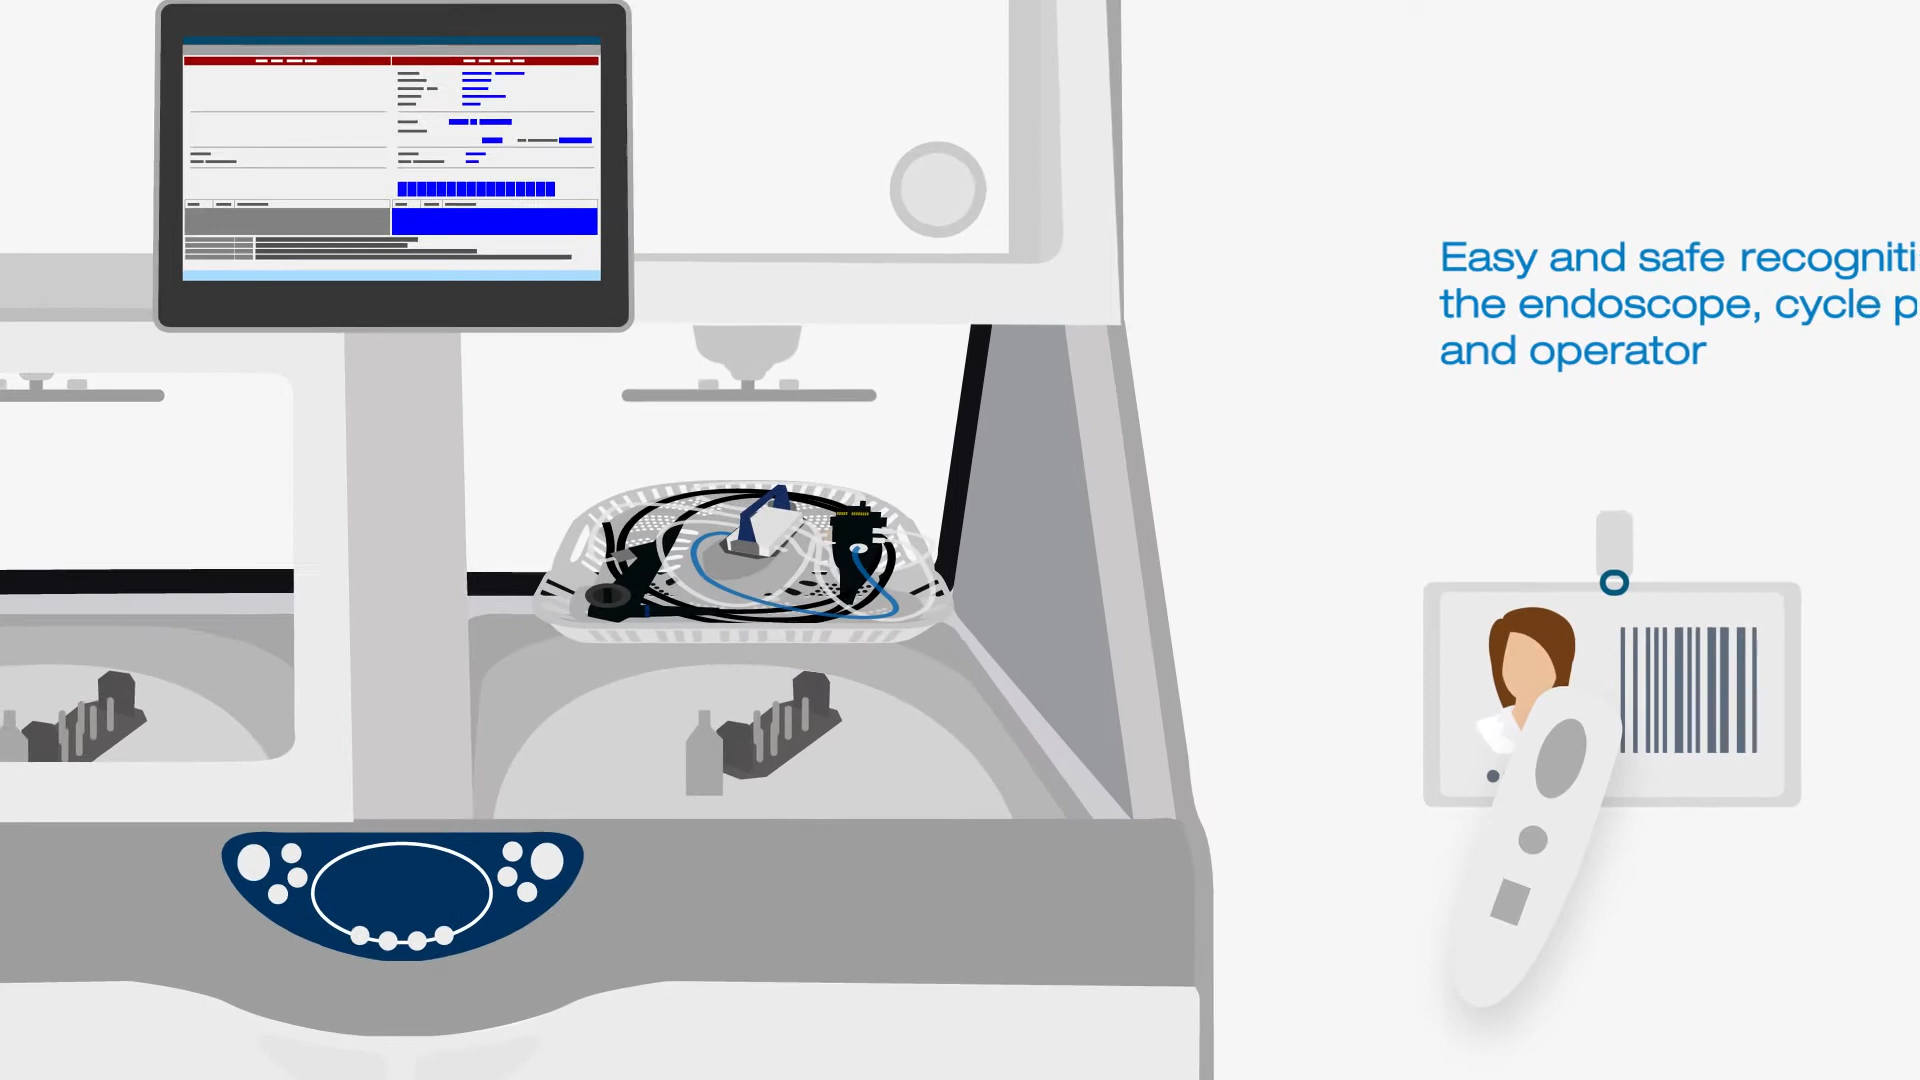 Easy and safe recogniti
the endoscope, cycle p
and operator